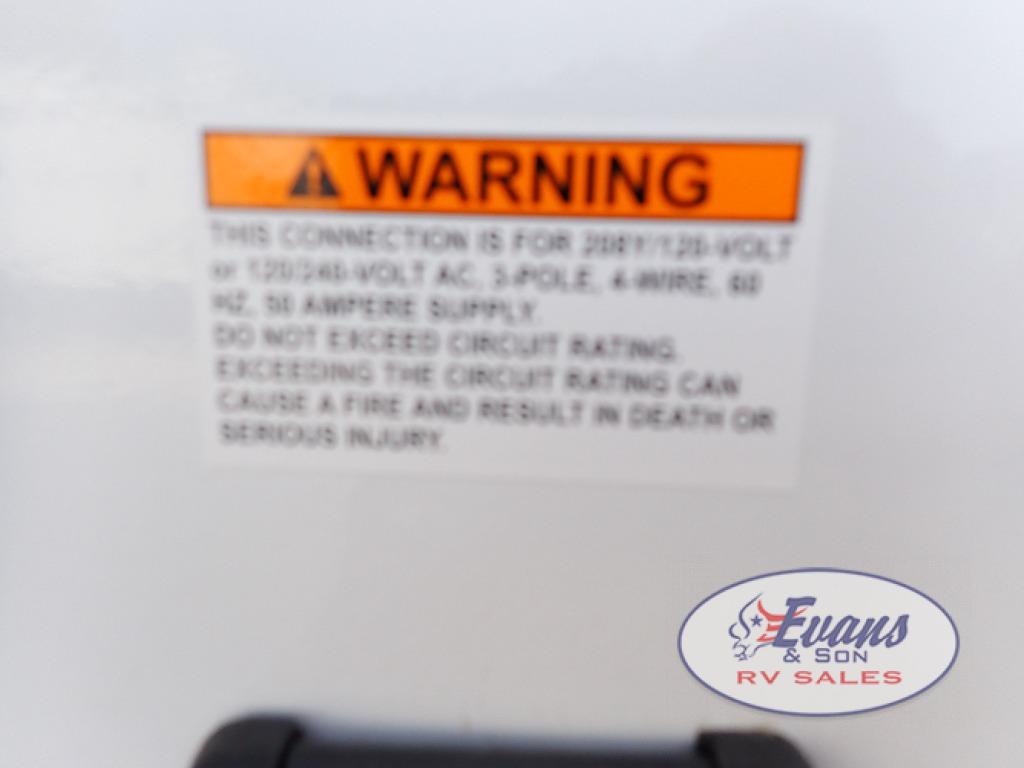 WARNING
THIS CONNECTION IS FOR 208Y/120-VOLT
or 120/240-VOLT AC, 3-POLE, 4-WIRE, 60
HZ, 50 AMPERE SUPPLY.
DO NOT EXCEED CIRCUIT RATING.
EXCEEDING THE CIRCUIT RATING CAN
CAUSE A FIRE AND RESULT IN DEATH OR
SERIOUS INJURY.
Evans
& SON
RV SALES